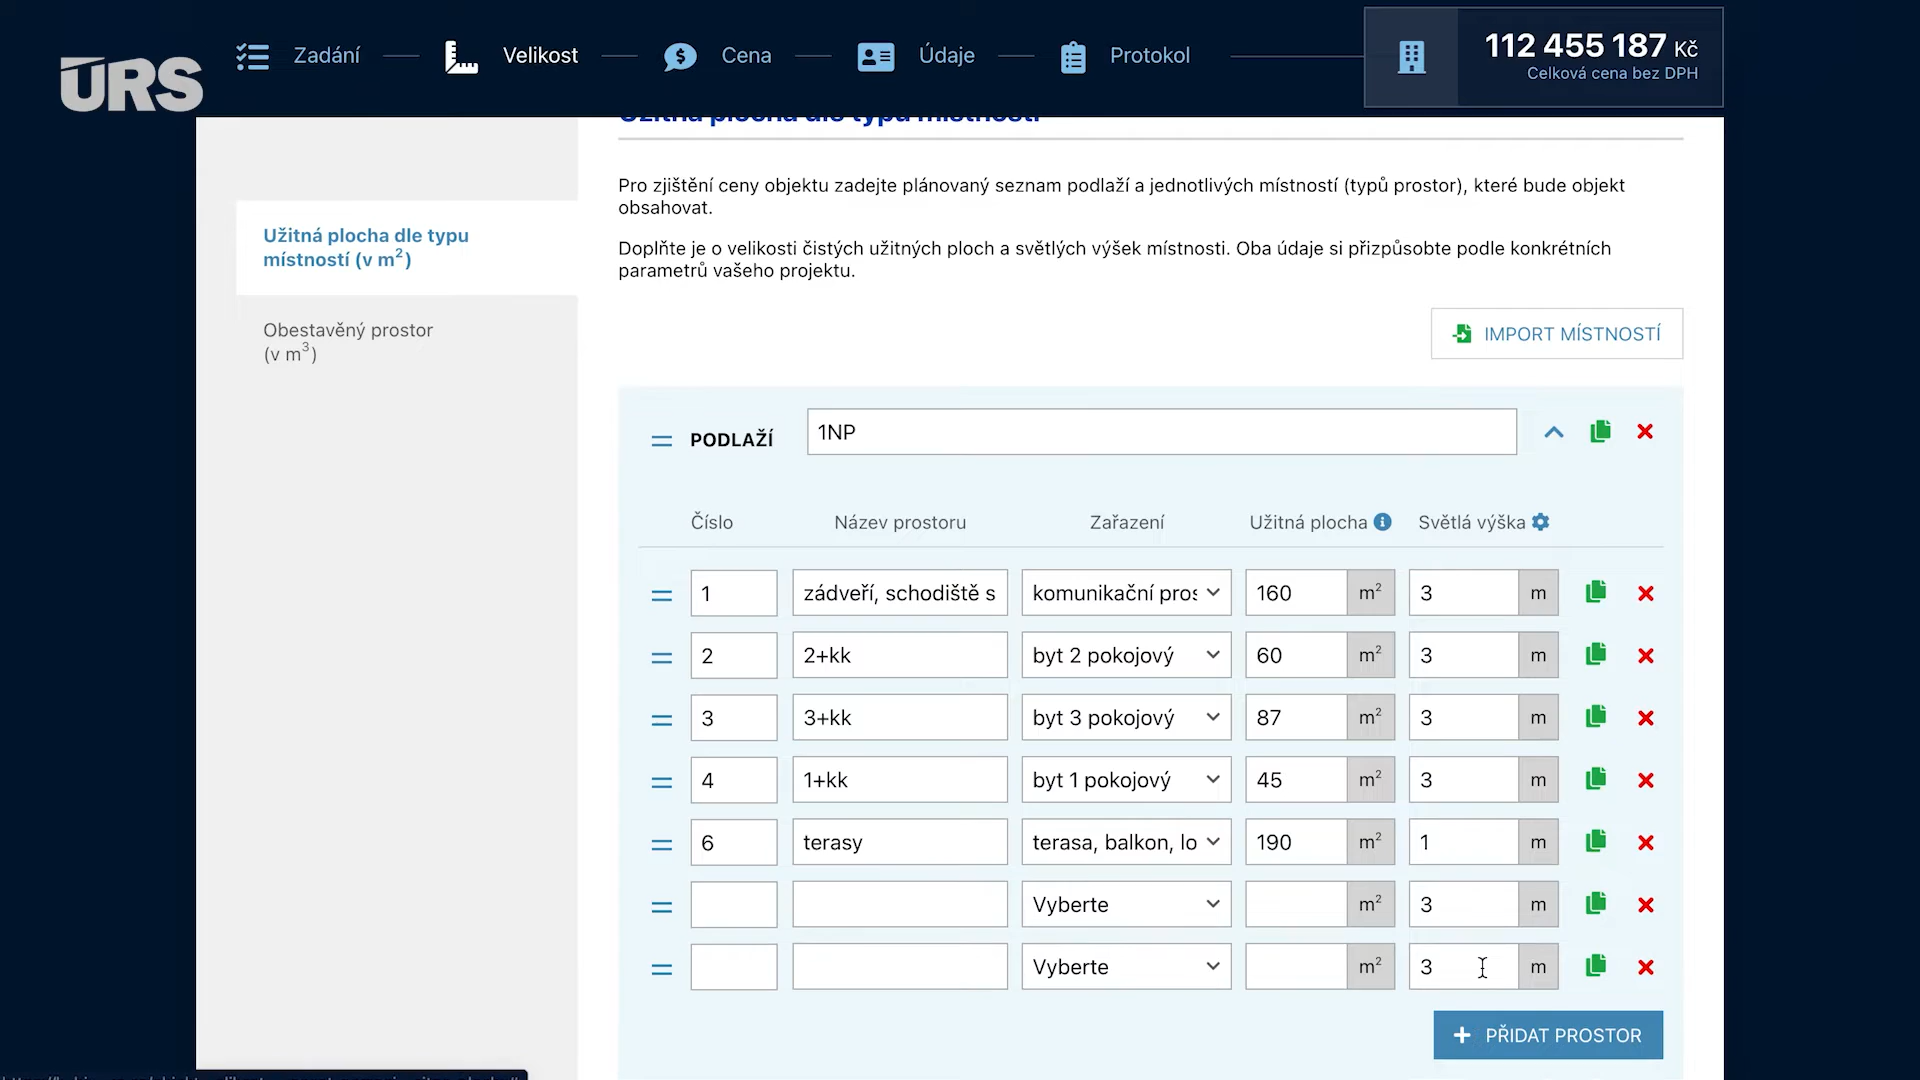 ÚRS
Zadání
Velikost
Cena
Údaje
Protokol
112 455 187 Kč
Celková cena bez DPH
Užitná plocha dle typu místností
Užitná plocha dle typu
místností (v m²)
Obestavěný prostor
(v m³)
Pro zjištění ceny objektu zadejte plánovaný seznam podlaží a jednotlivých místností (typů prostor), které bude objekt
obsahovat.
Doplňte je o velikosti čistých užitných ploch a světlých výšek místnosti. Oba údaje si přizpůsobte podle konkrétních
parametrů vašeho projektu.
IMPORT MÍSTNOSTÍ
PODLAŽÍ 1NP
Číslo Název prostoru Zařazení Užitná plocha Světlá výška
1 zádveří, schodiště s komunikační pros 160 m² 3 m
2 2+kk byt 2 pokojový 60 m² 3 m
3 3+kk byt 3 pokojový 87 m² 3 m
4 1+kk byt 1 pokojový 45 m² 3 m
6 terasy terasa, balkon, lo 190 m² 1 m
Vyberte m² 3 m
Vyberte m² 3 m
+ PŘIDAT PROSTOR